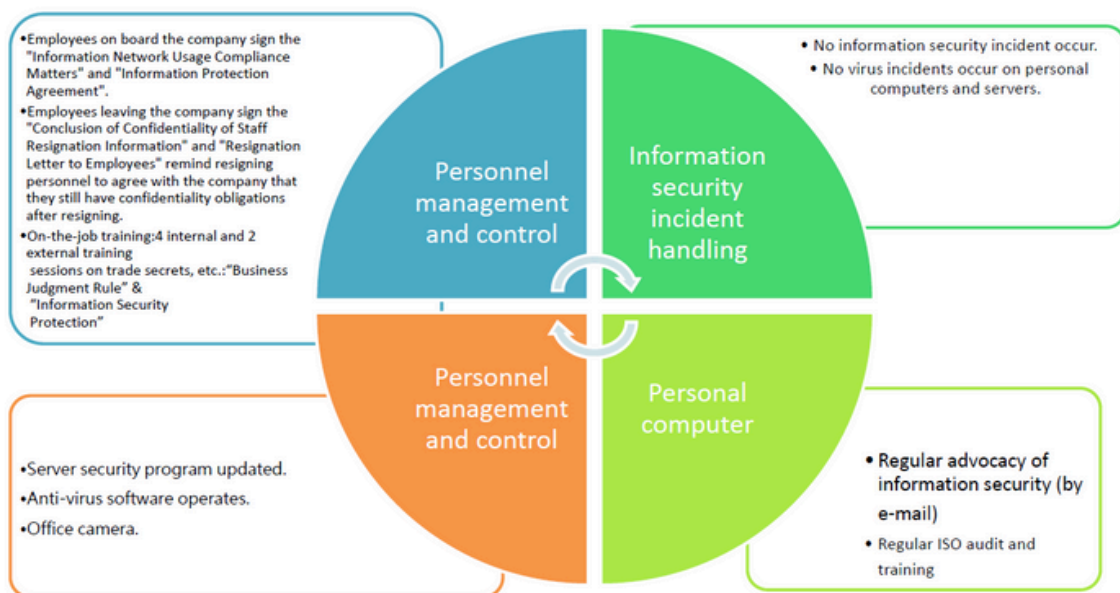 •Employees on board the company sign the
"Information Network Usage Compliance
Matters" and "Information Protection
Agreement".
•Employees leaving the company sign the
"Conclusion of Confidentiality of Staff
Resignation Information" and "Resignation
Letter to Employees" remind resigning
personnel to agree with the company that
they still have confidentiality obligations
after resigning.
•On-the-job training:4 internal and 2
external training
sessions on trade secrets, etc.:"Business
Judgment Rule" &
"Information Security
Protection"
Personnel
management
and control
Information
security
incident
handling
• No information security incident occur.
• No virus incidents occur on personal
computers and servers.
Personnel
management
and control
Personal
computer
•Server security program updated.
•Anti-virus software operates.
•Office camera.
• Regular advocacy of
information security (by
e-mail)
• Regular ISO audit and
training